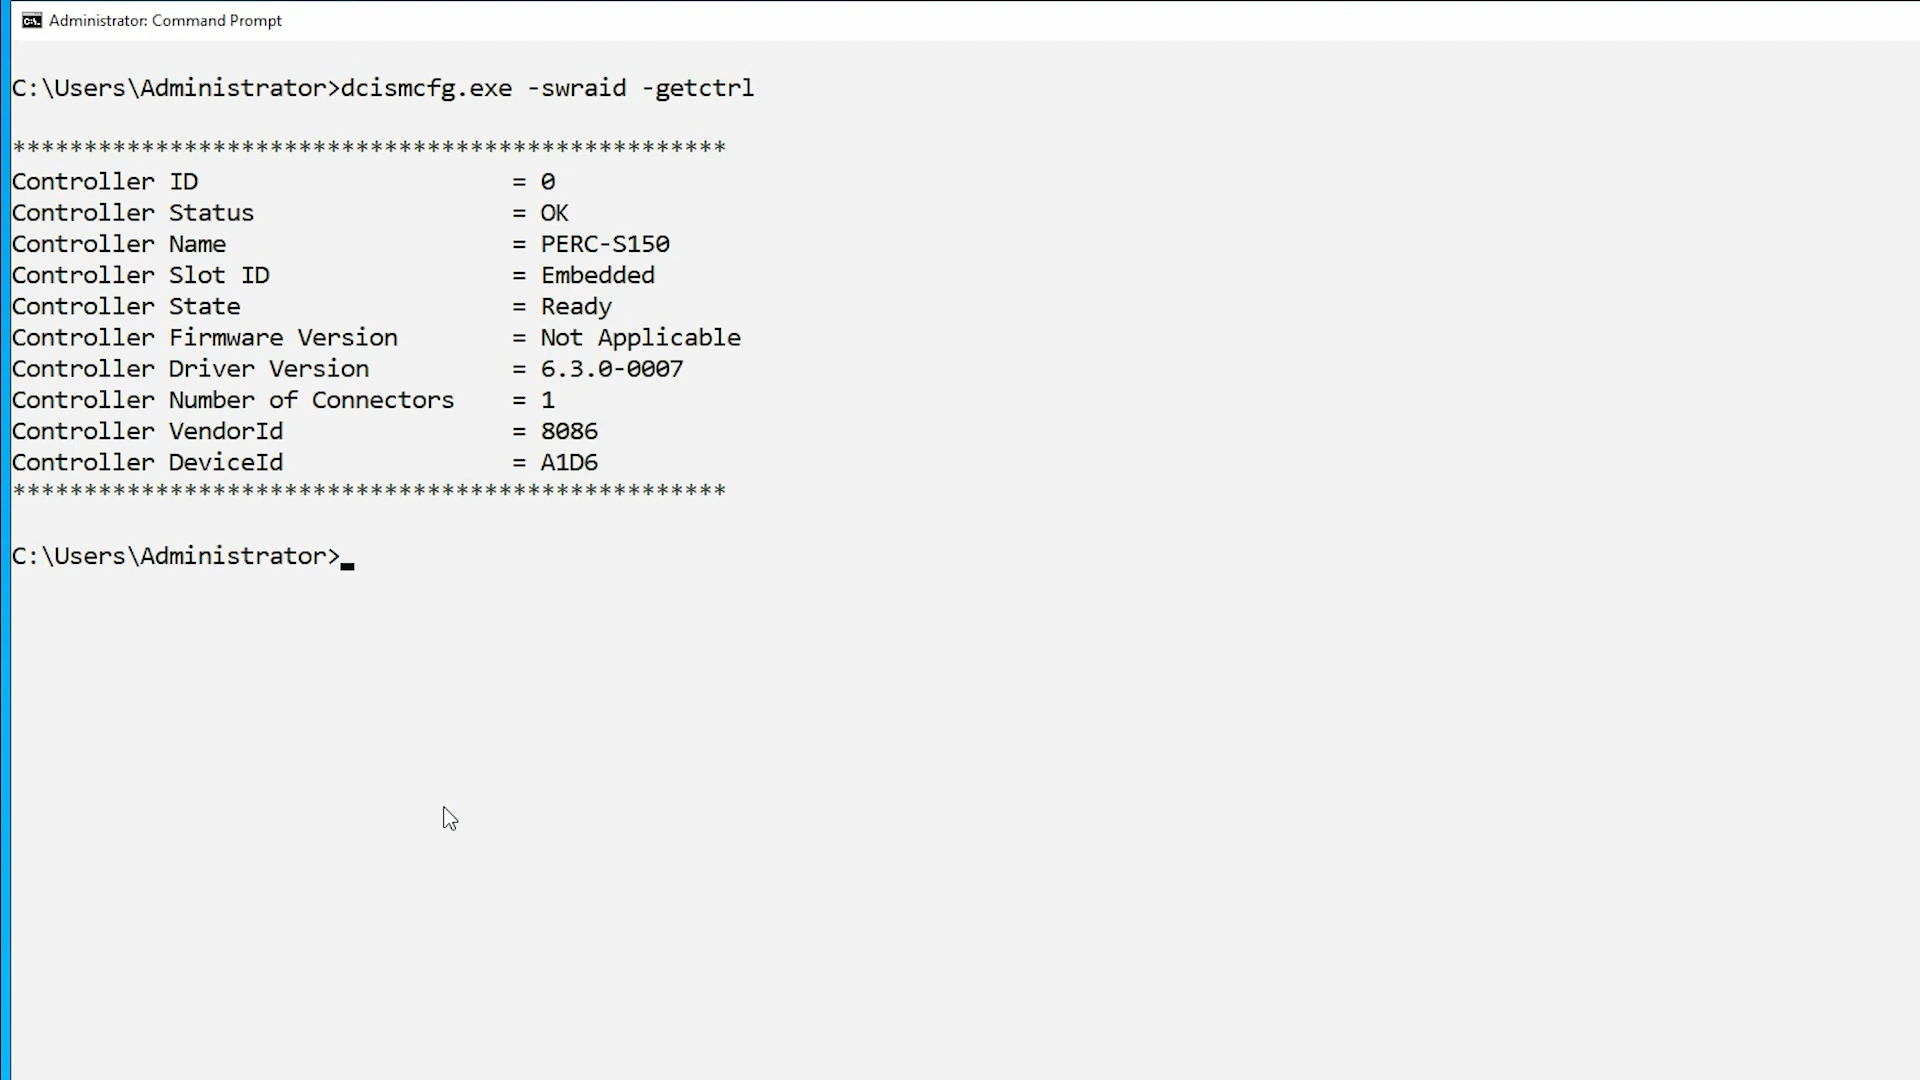 Administrator: Command Prompt
C:\Users\Administrator>dcismcfg.exe -swraid -getctrl
**************************************************
Controller ID = 0
Controller Status = OK
Controller Name = PERC-S150
Controller Slot ID = Embedded
Controller State = Ready
Controller Firmware Version = Not Applicable
Controller Driver Version = 6.3.0-0007
Controller Number of Connectors = 1
Controller VendorId = 8086
Controller DeviceId = A1D6
**************************************************
C:\Users\Administrator>